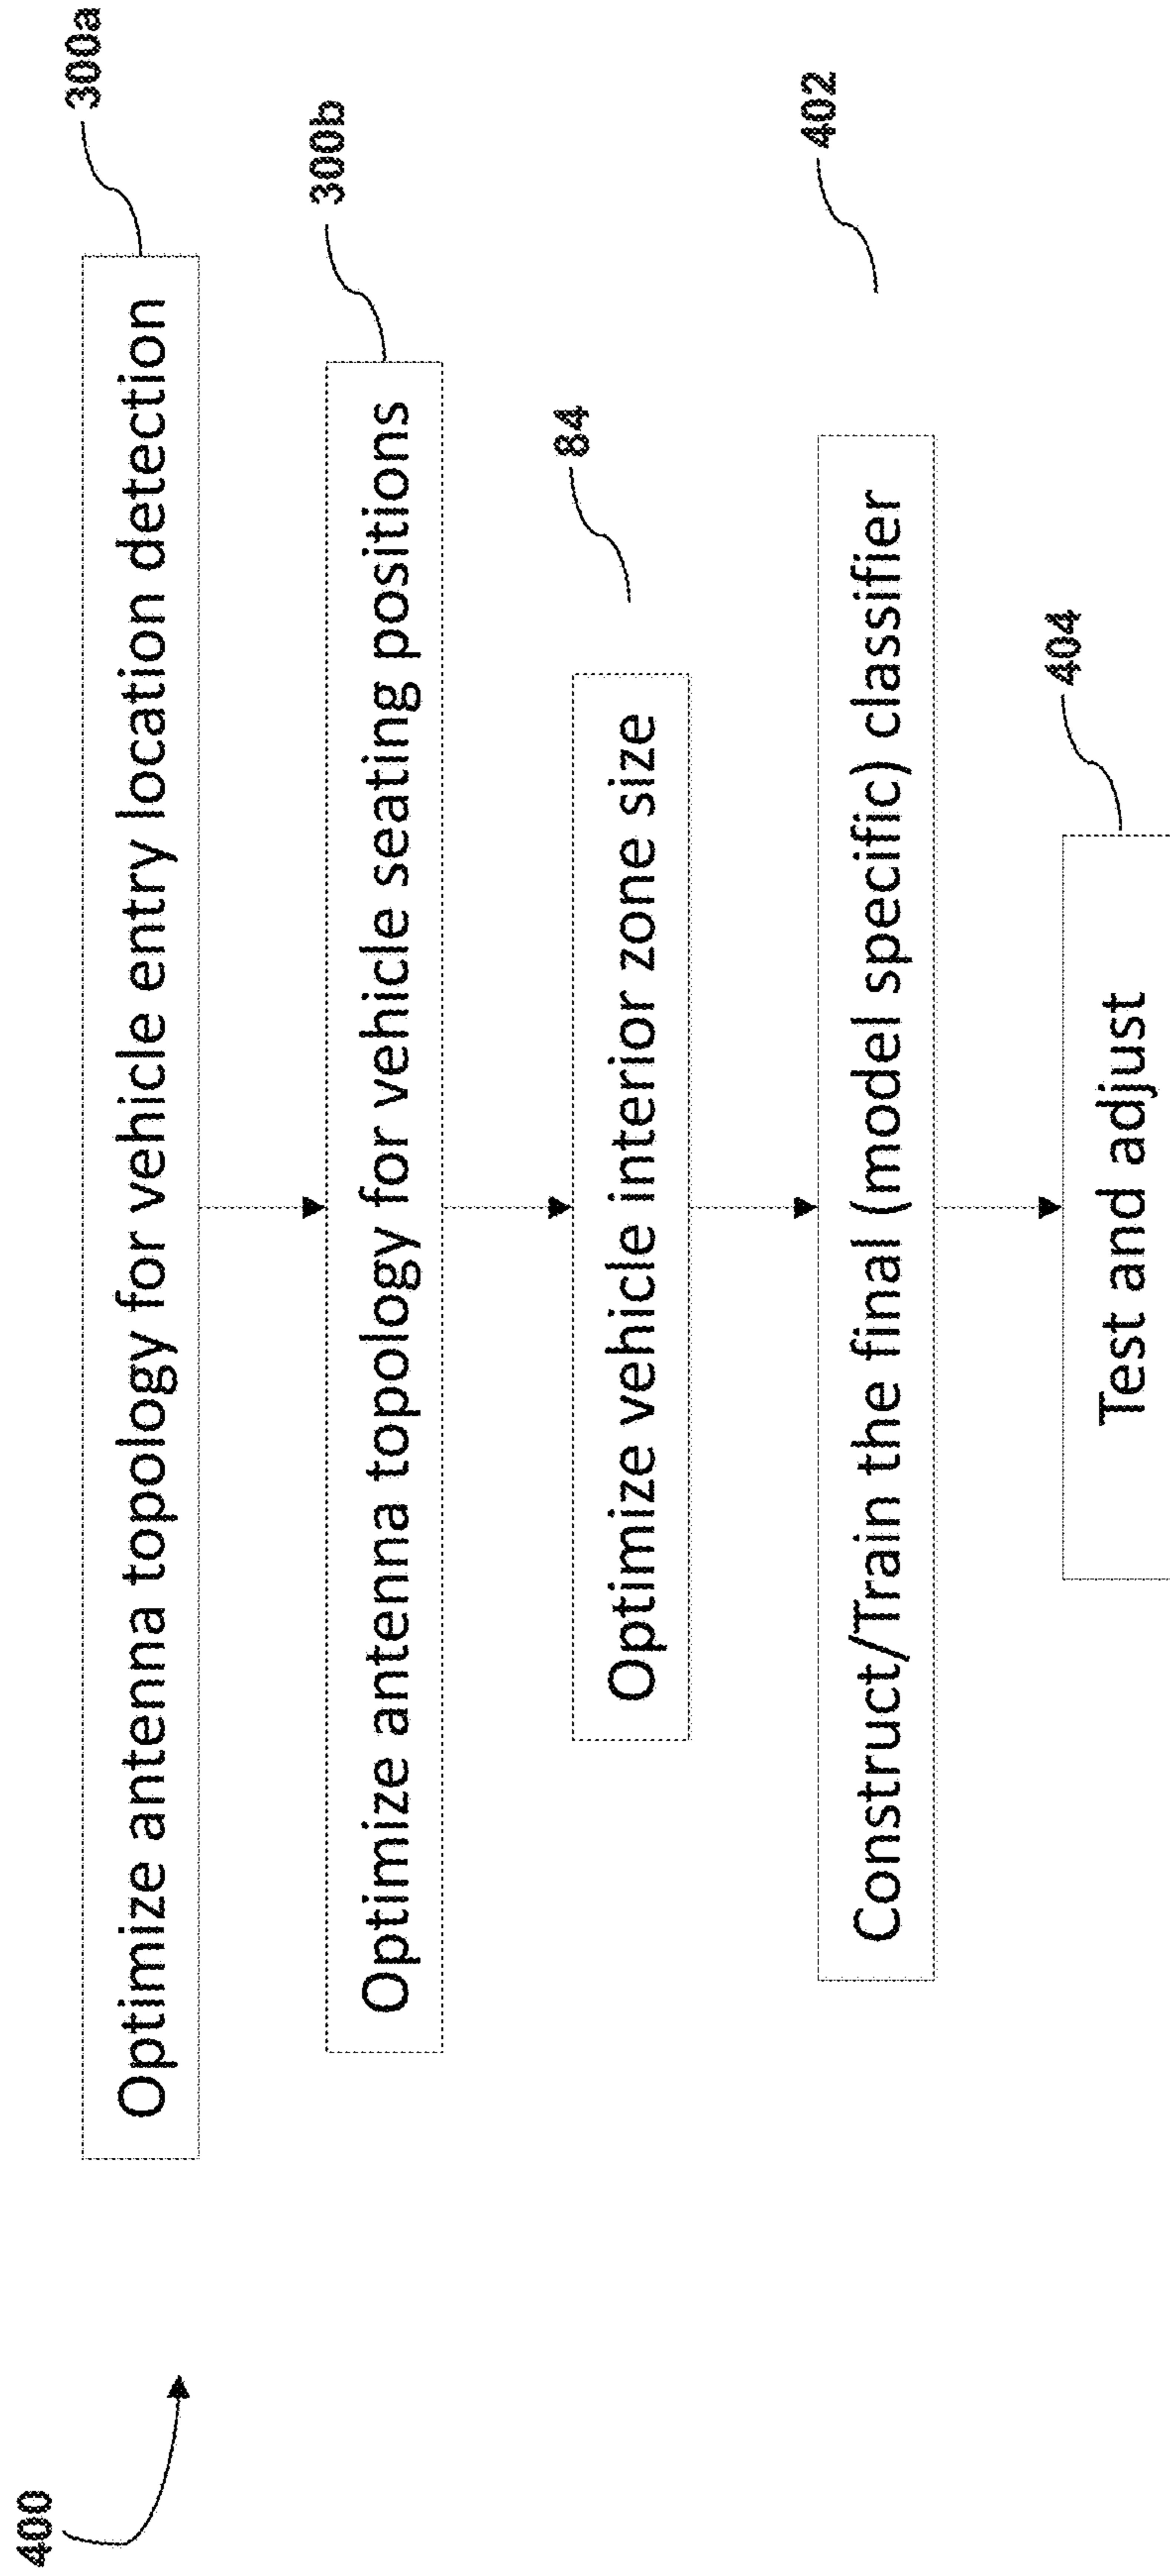 400
300a
Optimize antenna topology for vehicle entry location detection
300b
Optimize antenna topology for vehicle seating positions
84
Optimize vehicle interior zone size
402
Construct/Train the final (model specific) classifier
404
Test and adjust